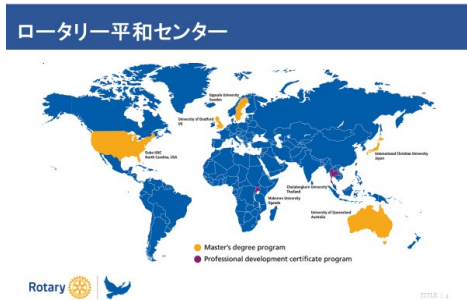 ロータリー平和センター
Uppsala University
Sweden
University of Bradford
UK
Duke-UNC
North Carolina, USA
International Christian University
Japan
Chulalongkorn University
Thailand
Makerere University
Uganda
University of Queensland
Australia
Master's degree program
Professional development certificate program
Rotary
TITLE |